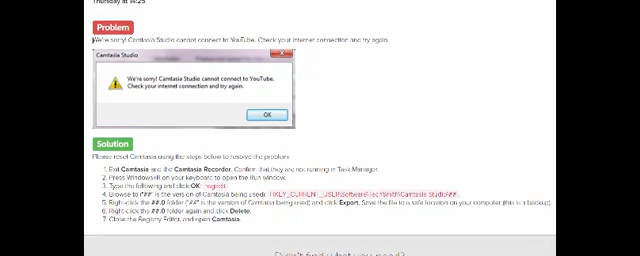 Thursday at 14:25
Problem
We're sorry! Camtasia Studio cannot connect to YouTube. Check your internet connection and try again.
Camtasia Studio
We're sorry! Camtasia Studio cannot connect to YouTube.
Check your internet connection and try again.
OK
Solution
Please reset Camtasia using the steps below to resolve the problem
1. Exit Camtasia and the Camtasia Recorder. Confirm that they are not running in Task Manager.
2. Press Windows+R on your keyboard to open the Run window.
3. Type the following and click OK: regedit
4. Browse to ("##" is the version of Camtasia being used): HKEY_CURRENT_USER\Software\TechSmith\Camtasia Studio\##.
5. Right-click the ##.0 folder ("##" is the version of Camtasia being used) and click Export. Save the file to a safe location on your computer (this is a backup).
6. Right-click the ##.0 folder again and click Delete.
7. Close the Registry Editor, and open Camtasia.
Didn't find what you need?